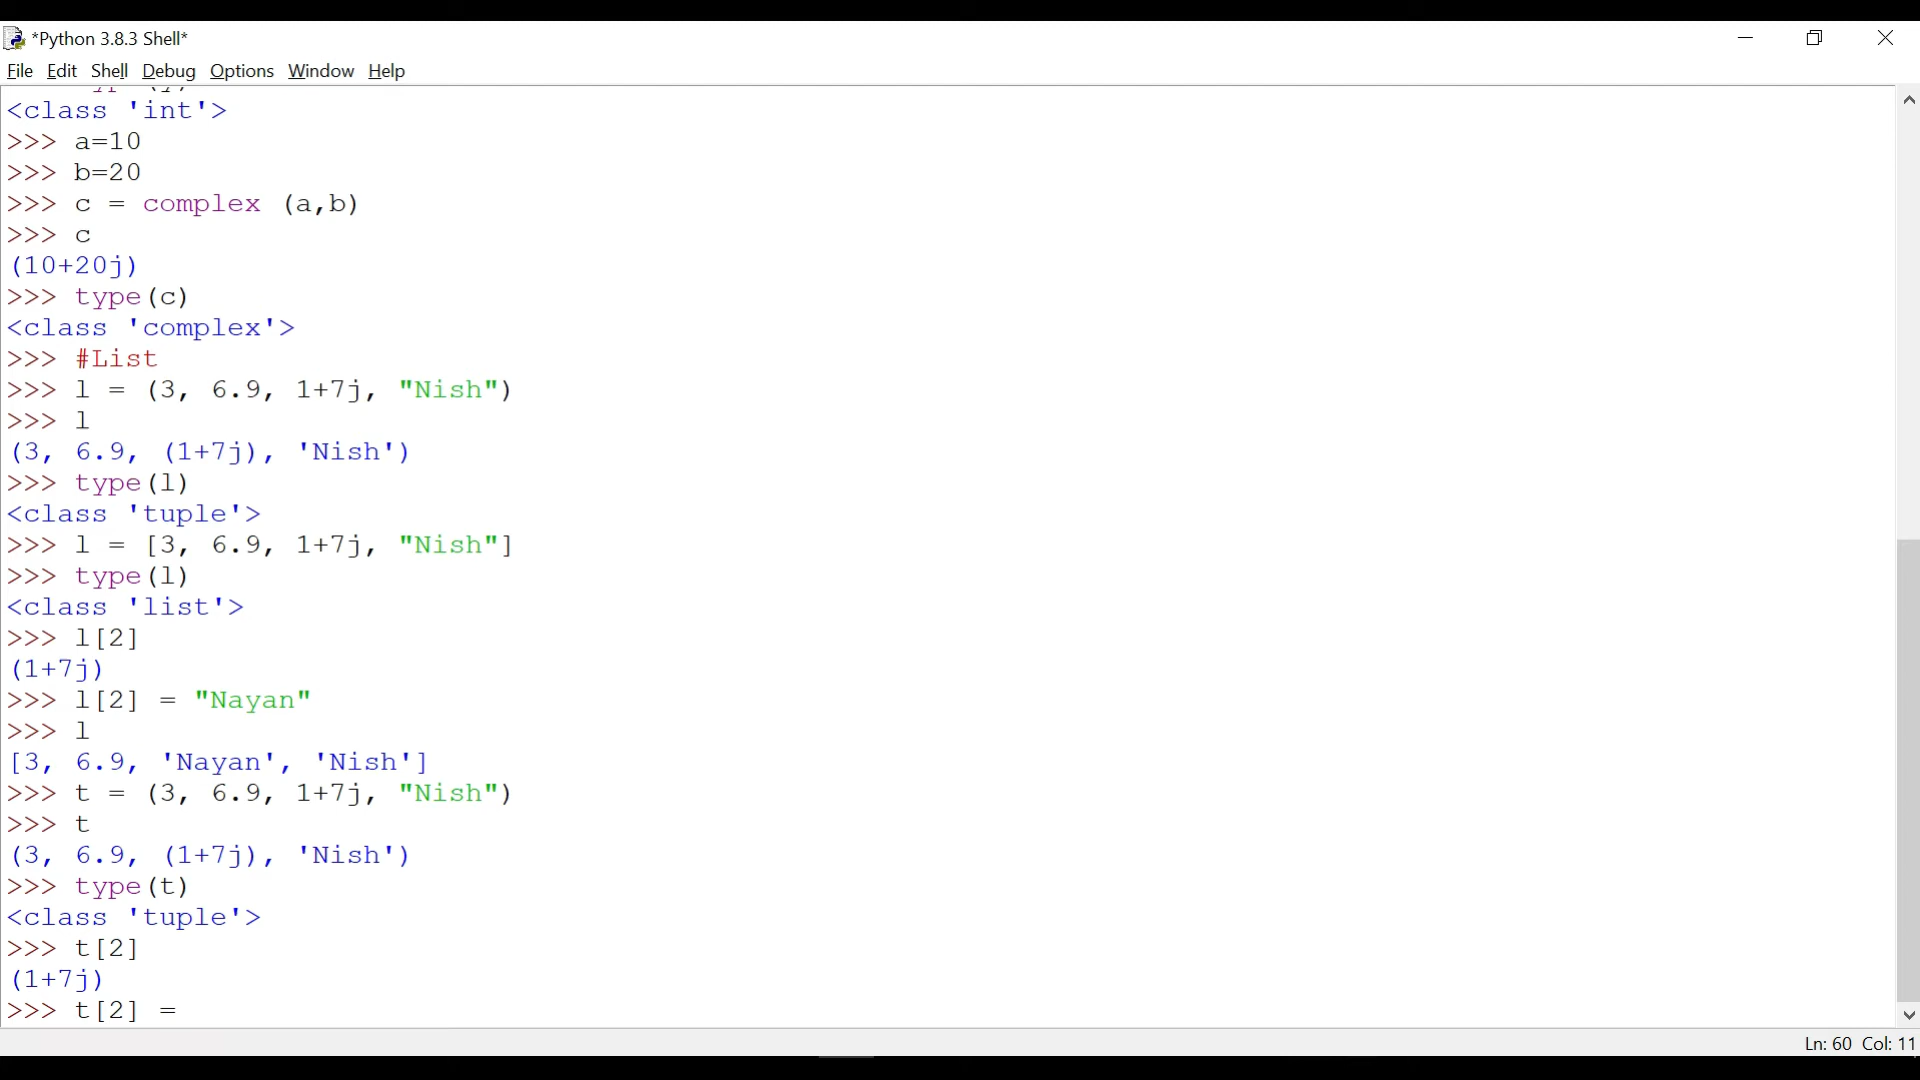 *Python 3.8.3 Shell*
File Edit Shell Debug Options Window Help
<class 'int'>
>>> a=10
>>> b=20
>>> c = complex (a,b)
>>> c
(10+20j)
>>> type(c)
<class 'complex'>
>>> #List
>>> l = (3, 6.9, 1+7j, "Nish")
>>> l
(3, 6.9, (1+7j), 'Nish')
>>> type(l)
<class 'tuple'>
>>> l = [3, 6.9, 1+7j, "Nish"]
>>> type(l)
<class 'list'>
>>> l[2]
(1+7j)
>>> l[2] = "Nayan"
>>> l
[3, 6.9, 'Nayan', 'Nish']
>>> t = (3, 6.9, 1+7j, "Nish")
>>> t
(3, 6.9, (1+7j), 'Nish')
>>> type(t)
<class 'tuple'>
>>> t[2]
(1+7j)
>>> t[2] =
Ln: 60 Col: 11